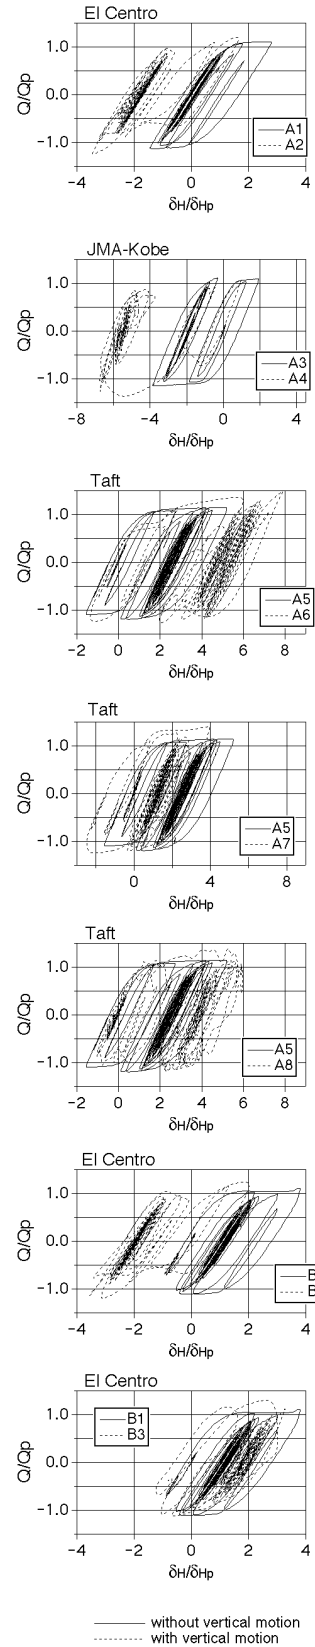 El Centro
1.0
0.0
-1.0
Q/Qp
A1
A2
-4 -2 0 2 4
δH/δHp
JMA-Kobe
1.0
0.0
-1.0
Q/Qp
A3
A4
-8 -4 0 4
δH/δHp
Taft
1.0
0.0
-1.0
Q/Qp
A5
A6
-2 0 2 4 6 8
δH/δHp
Taft
1.0
0.0
-1.0
Q/Qp
A5
A7
0 4 8
δH/δHp
Taft
1.0
0.0
-1.0
Q/Qp
A5
A8
-2 0 2 4 6 8
δH/δHp
El Centro
1.0
0.0
-1.0
Q/Qp
B
B
-4 -2 0 2 4
δH/δHp
El Centro
B1
B3
1.0
0.0
-1.0
Q/Qp
-4 -2 0 2 4
δH/δHp
without vertical motion
with vertical motion